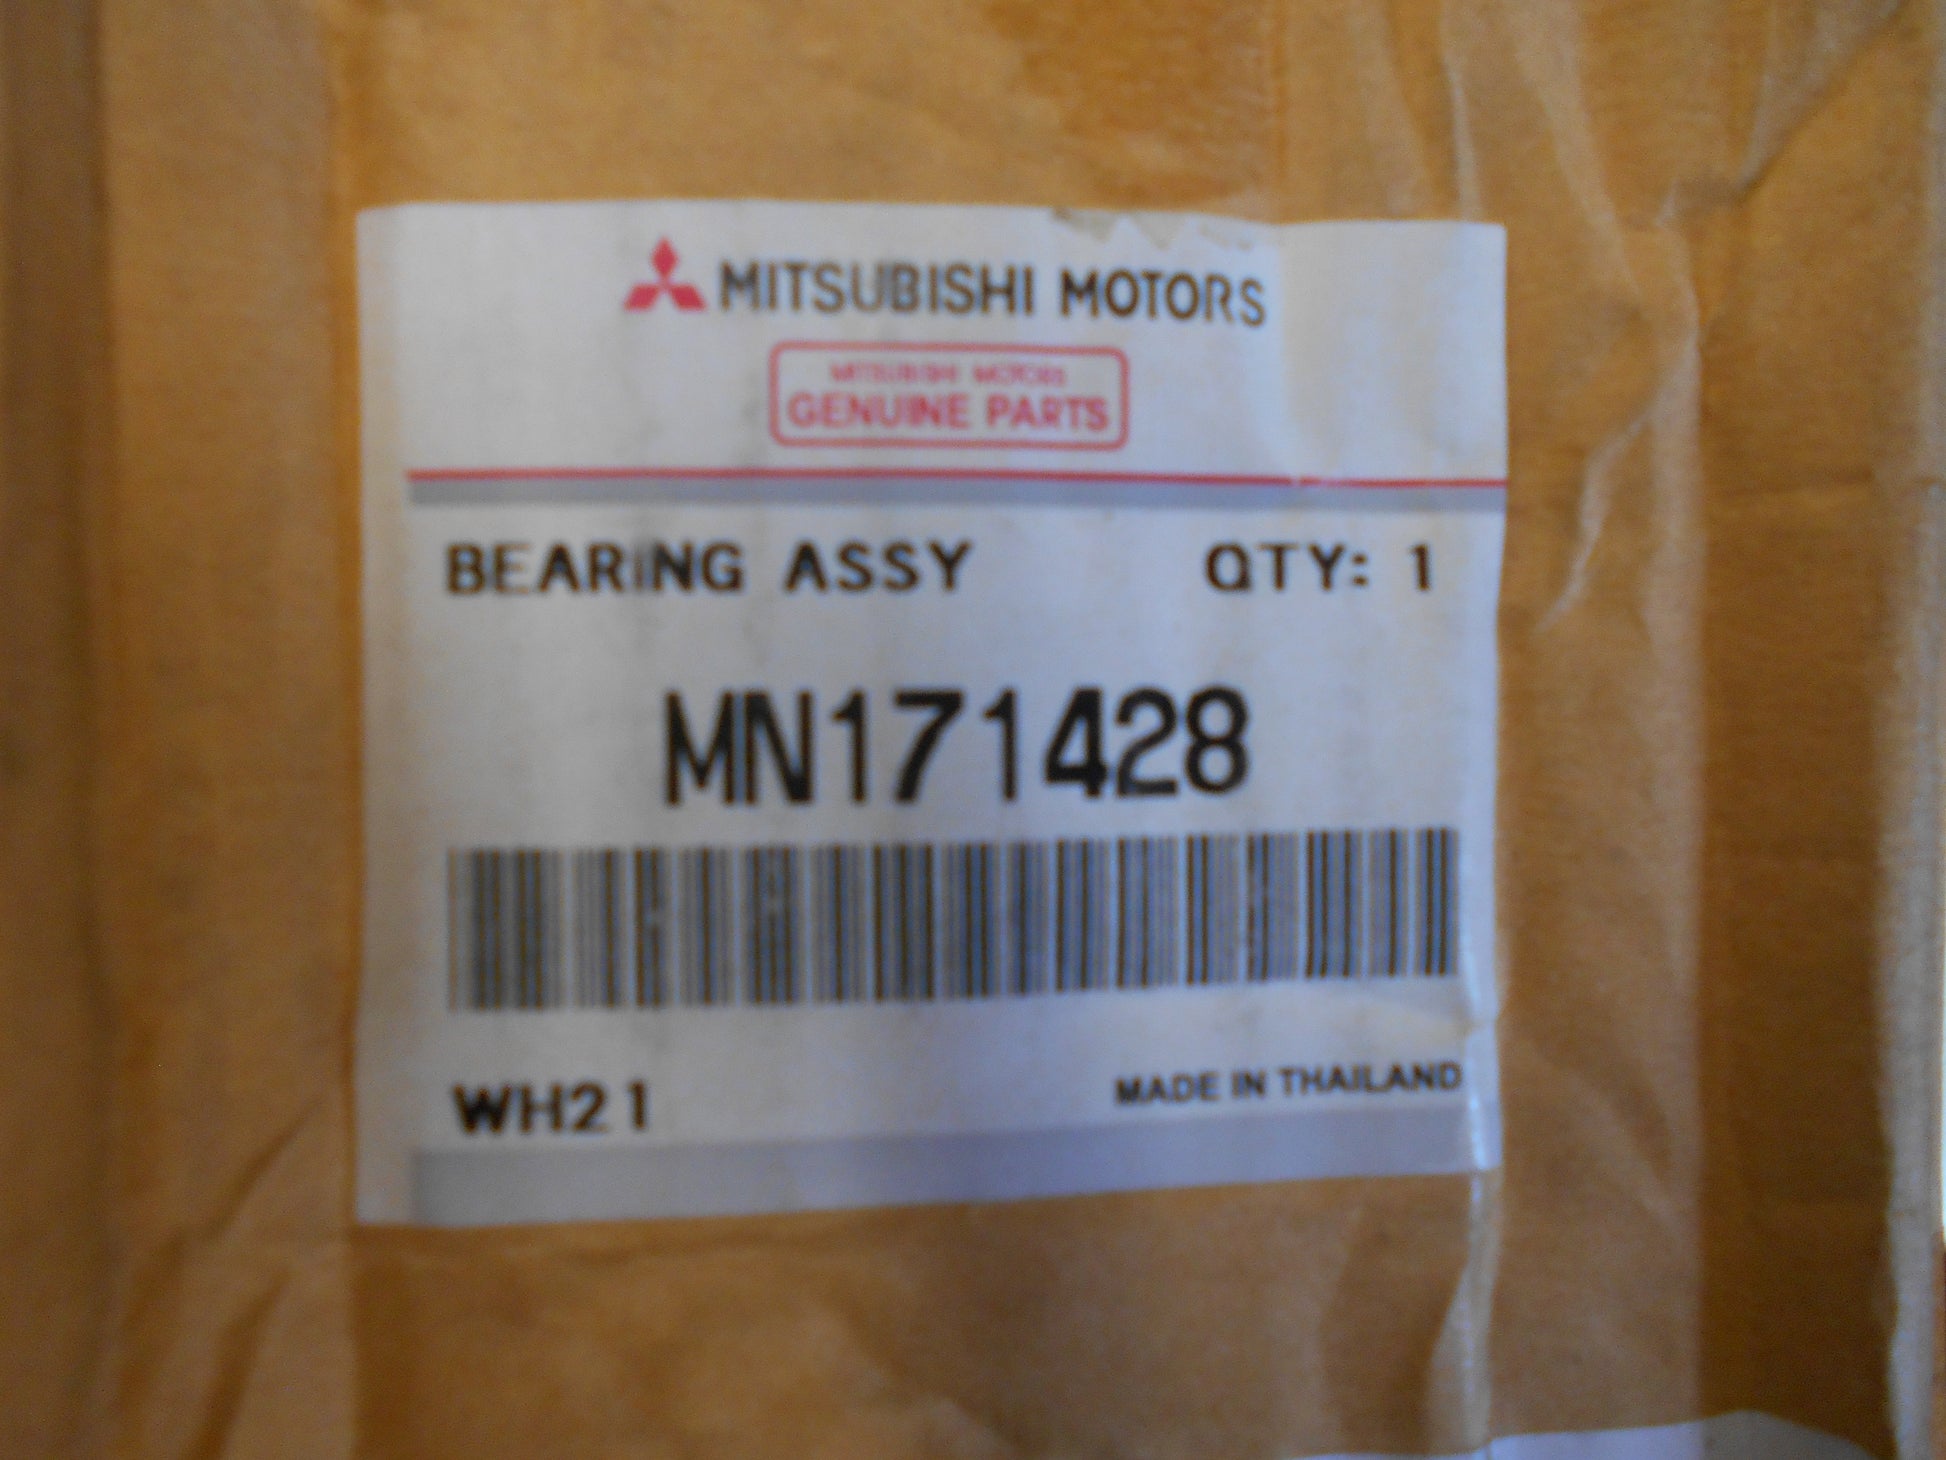 MITSUBISHI MOTORS
MITSUBISHI MOTORS
GENUINE PARTS
BEARING ASSY QTY: 1
MN171428
WH21 MADE IN THAILAND